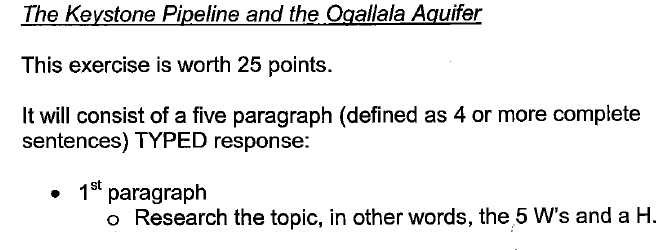 The Keystone Pipeline and the Ogallala Aquifer
This exercise is worth 25 points.
It will consist of a five paragraph (defined as 4 or more complete
sentences) TYPED response:
• 1st paragraph
o Research the topic, in other words, the 5 W's and a H.